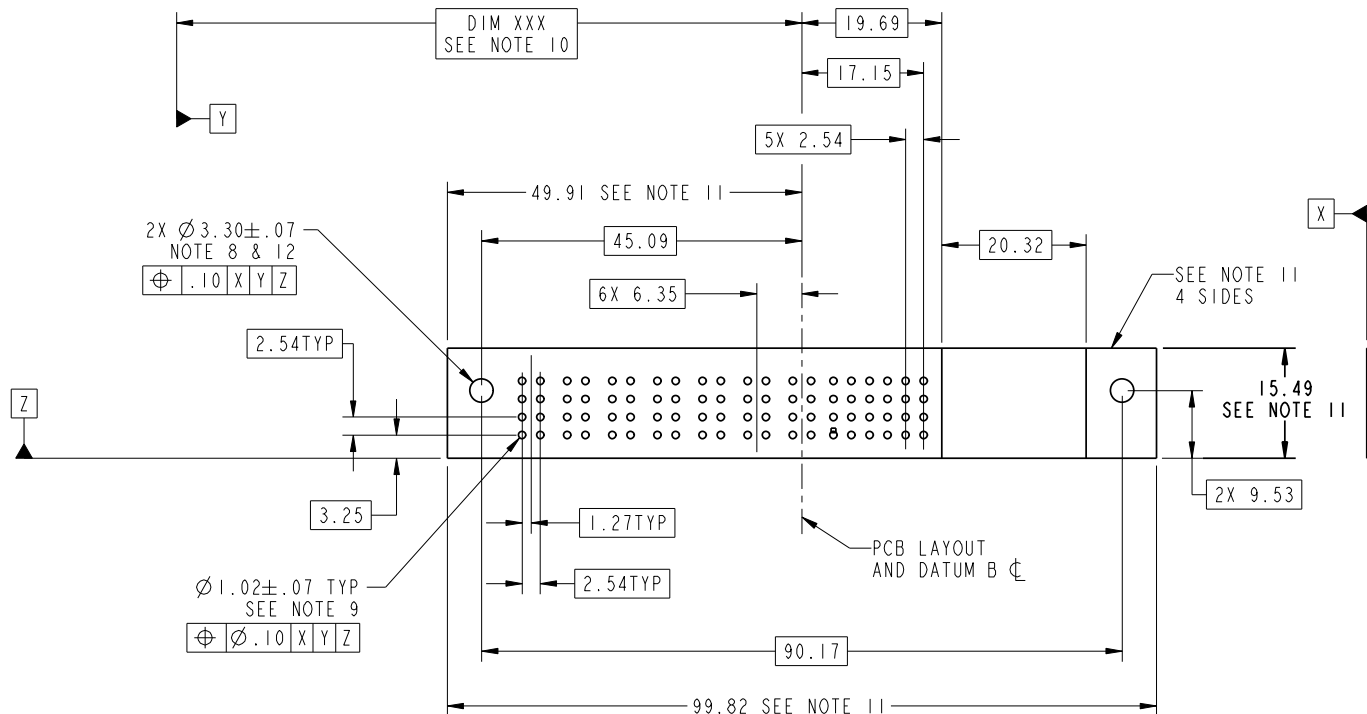 DIM XXX
SEE NOTE 10
19.69
17.15
Y
5X 2.54
49.91 SEE NOTE 11
X
2X Ø3.30±.07
NOTE 8 & 12
⌖ .10 X Y Z
45.09
20.32
SEE NOTE 11
4 SIDES
6X 6.35
2.54TYP
Z
15.49
SEE NOTE 11
B
2X 9.53
3.25
1.27TYP
PCB LAYOUT
AND DATUM B ℄
Ø1.02±.07 TYP
SEE NOTE 9
⌖ Ø.10 X Y Z
2.54TYP
90.17
99.82 SEE NOTE 11